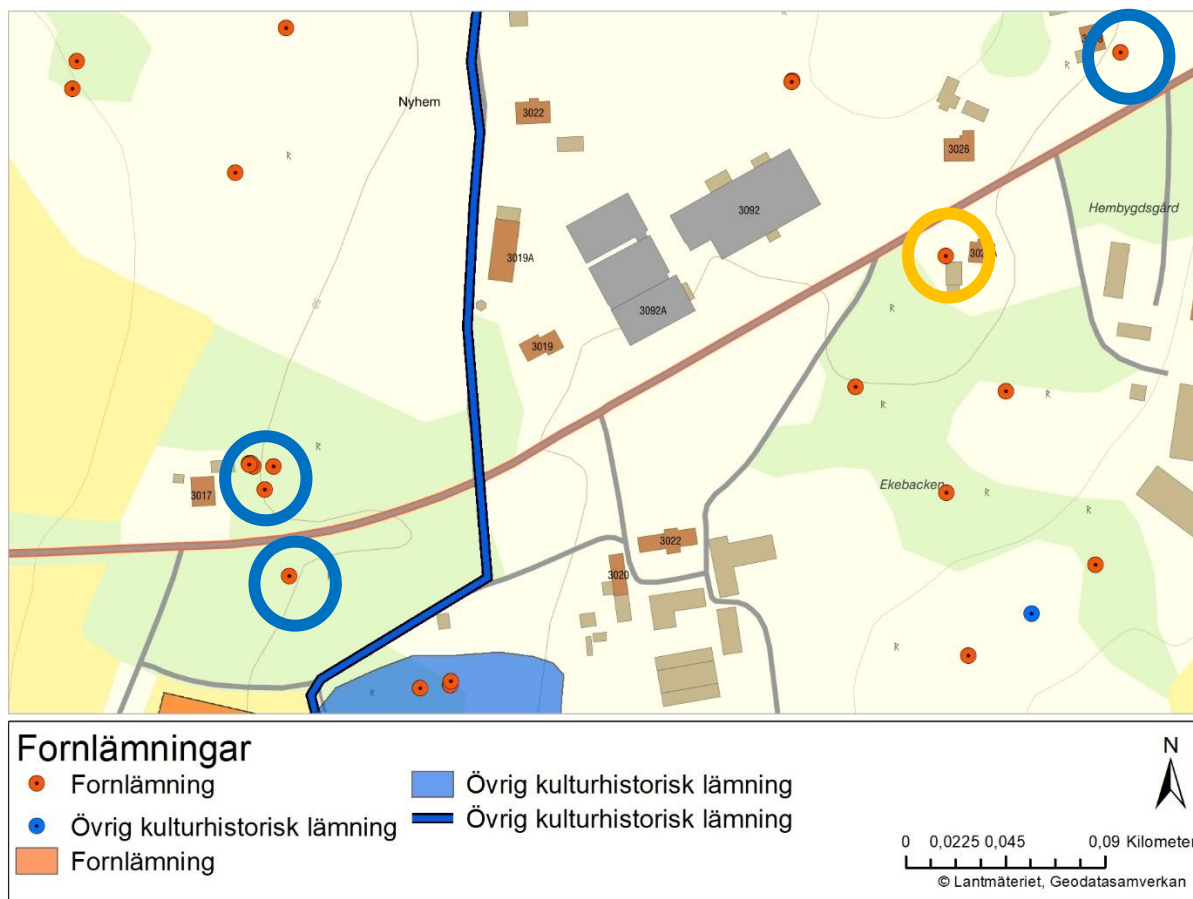 Nyhem
3022
3026
3092
Hembygdsgård
3019A
3092A
3019
3017
Ekebacken
3022
3020
R
R
R
R
R
R
R
R
R
R
Fornlämningar
Fornlämning
Övrig kulturhistorisk lämning
Övrig kulturhistorisk lämning
Övrig kulturhistorisk lämning
Fornlämning
N
0 0,0225 0,045 0,09 Kilometer
© Lantmäteriet, Geodatasamverkan